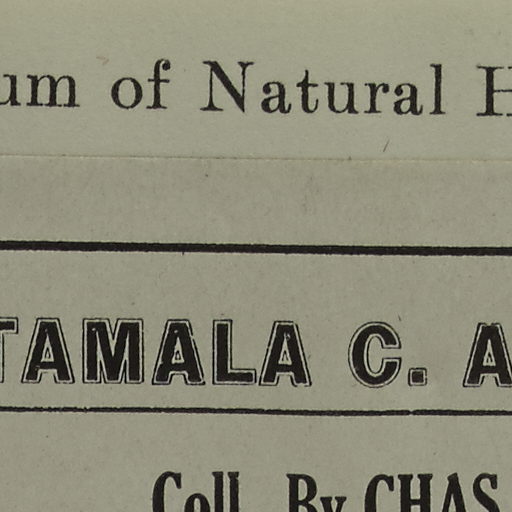 um of Natural H
TAMALA C. A
Coll. By CHAS